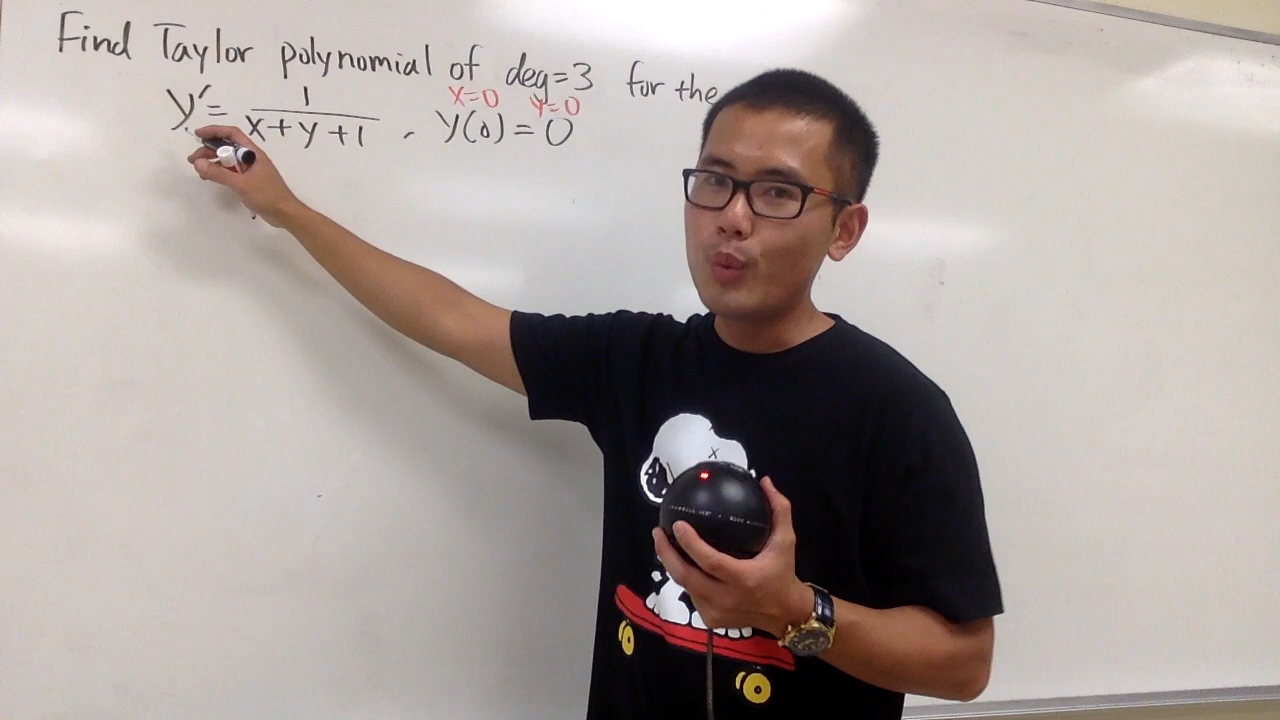 Find Taylor polynomial of deg=3 for the
x=0 y=0
y' = 1/(x+y+1) , y(0) = 0